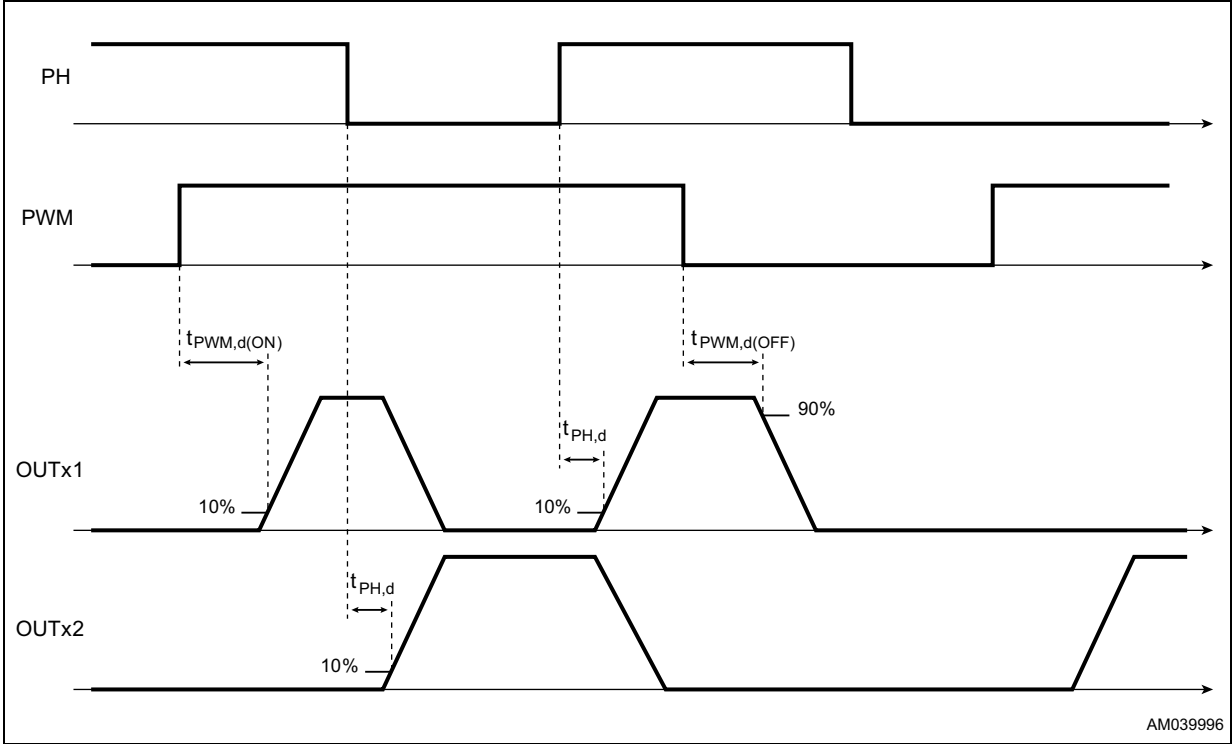 PH
PWM
tPWM,d(ON)
tPWM,d(OFF)
90%
tPH,d
OUTx1
10%
10%
tPH,d
OUTx2
10%
AM039996